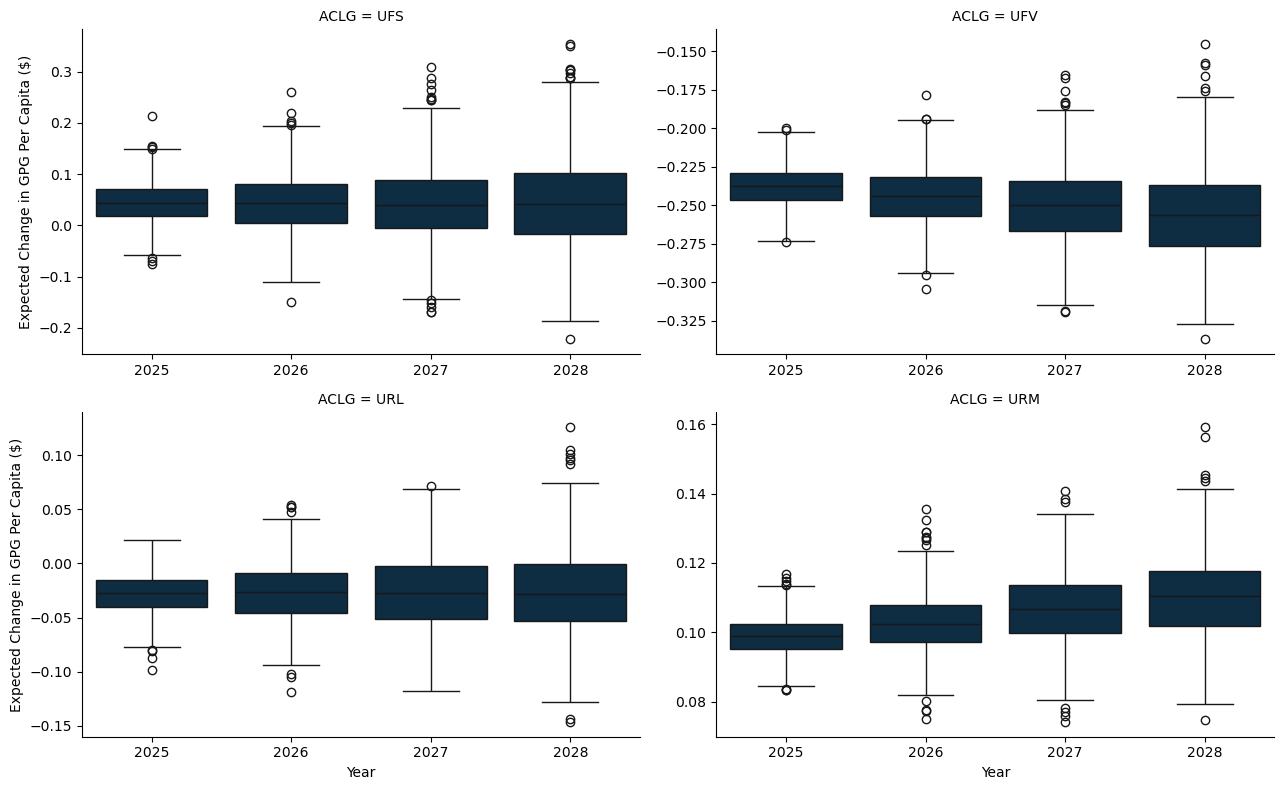 ACLG = UFS
Expected Change in GPG Per Capita ($)
0.3
0.2
0.1
0.0
−0.1
−0.2
2025 2026 2027 2028
ACLG = UFV
−0.150
−0.175
−0.200
−0.225
−0.250
−0.275
−0.300
−0.325
2025 2026 2027 2028
ACLG = URL
Expected Change in GPG Per Capita ($)
0.10
0.05
0.00
−0.05
−0.10
−0.15
2025 2026 2027 2028
Year
ACLG = URM
0.16
0.14
0.12
0.10
0.08
2025 2026 2027 2028
Year